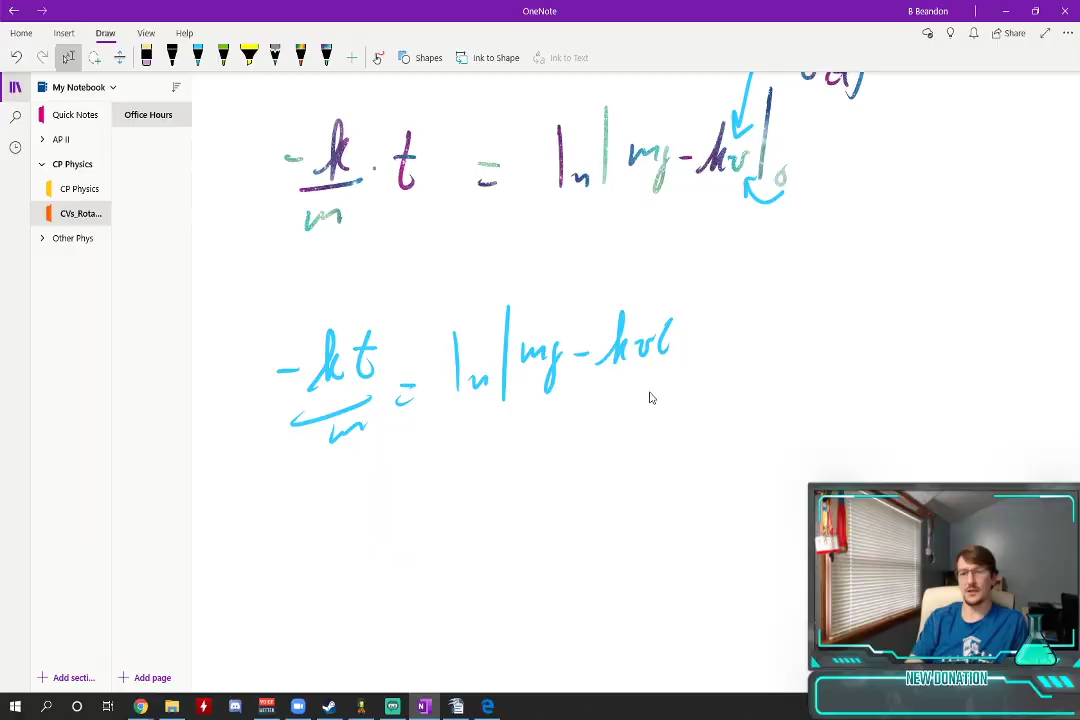 OneNote
B Beandon
Home Insert Draw View Help
Share
Shapes Ink to Shape Ink to Text
My Notebook
Quick Notes
Office Hours
AP II
CP Physics
CP Physics
CVs_Rota...
Other Phys
-k/m · t = ln|mg - kv|₀
-kt/m = ln|mg - kv(
NEW DONATION
Add secti...
Add page